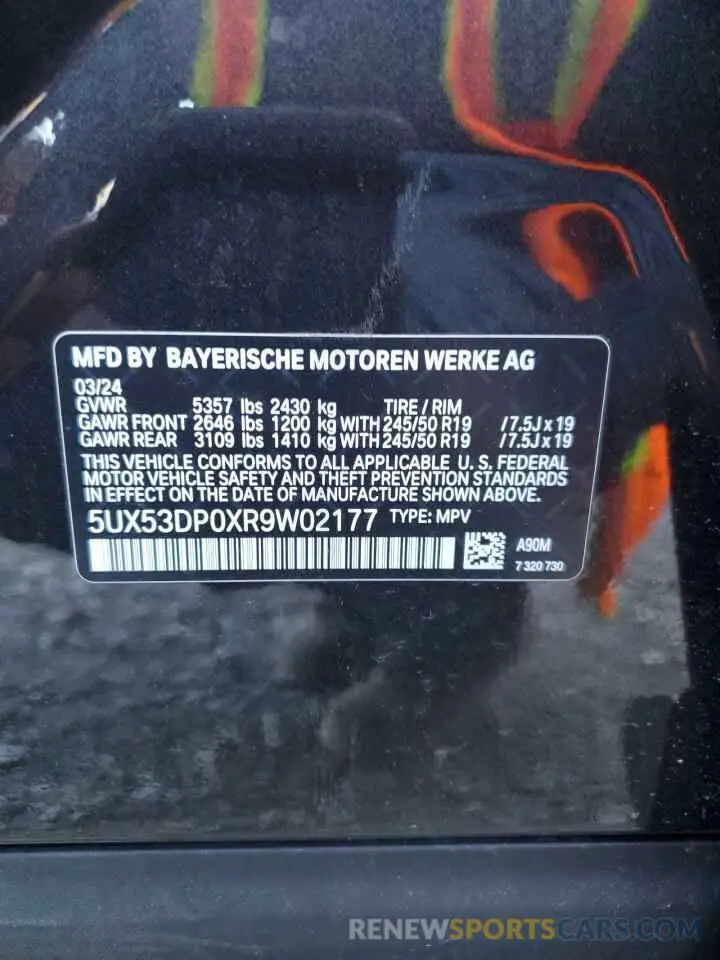 MFD BY BAYERISCHE MOTOREN WERKE AG
03/24
GVWR 5357 lbs 2430 kg TIRE / RIM
GAWR FRONT 2646 lbs 1200 kg WITH 245/50 R19 /7.5J x 19
GAWR REAR 3109 lbs 1410 kg WITH 245/50 R19 /7.5J x 19
THIS VEHICLE CONFORMS TO ALL APPLICABLE U. S. FEDERAL
MOTOR VEHICLE SAFETY AND THEFT PREVENTION STANDARDS
IN EFFECT ON THE DATE OF MANUFACTURE SHOWN ABOVE.
5UX53DP0XR9W02177 TYPE: MPV
A90M
7 320 730
RENEWSPORTSCARS.COM